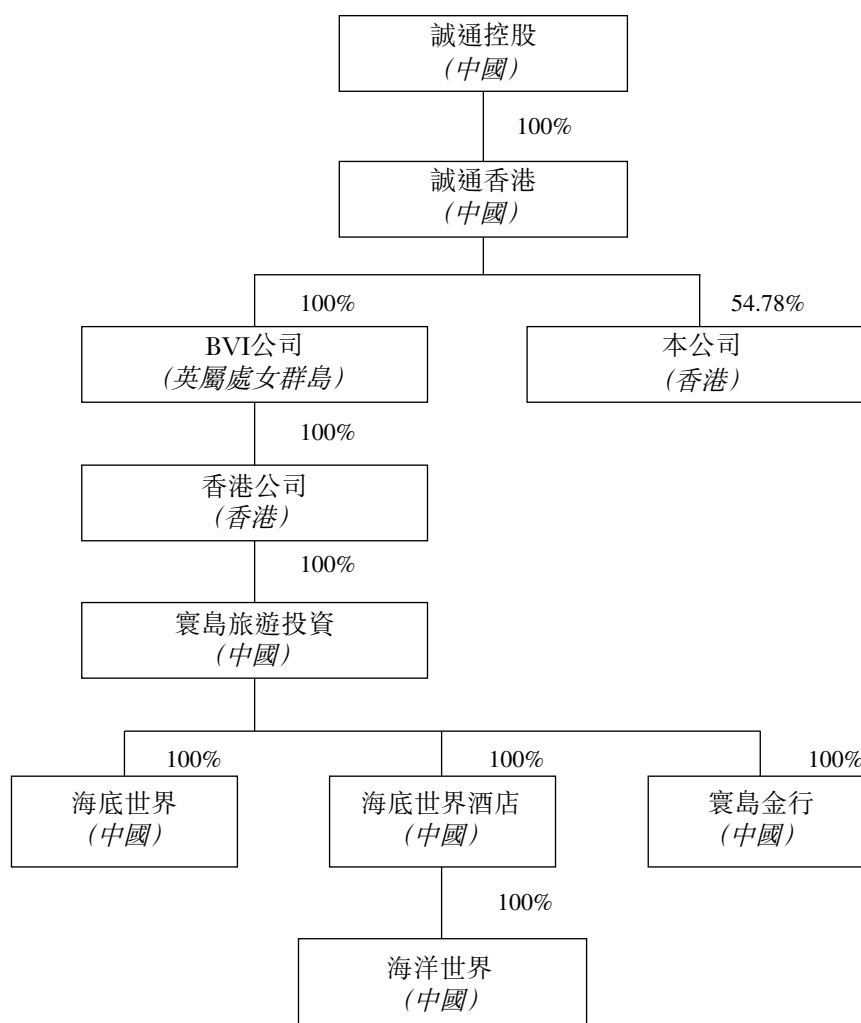 誠通控股
（中國）
100%
誠通香港
（中國）
100%
54.78%
BVI公司
（英屬處女群島）
本公司
（香港）
100%
香港公司
（香港）
100%
寰島旅遊投資
（中國）
100%
100%
100%
海底世界
（中國）
海底世界酒店
（中國）
寰島金行
（中國）
100%
海洋世界
（中國）